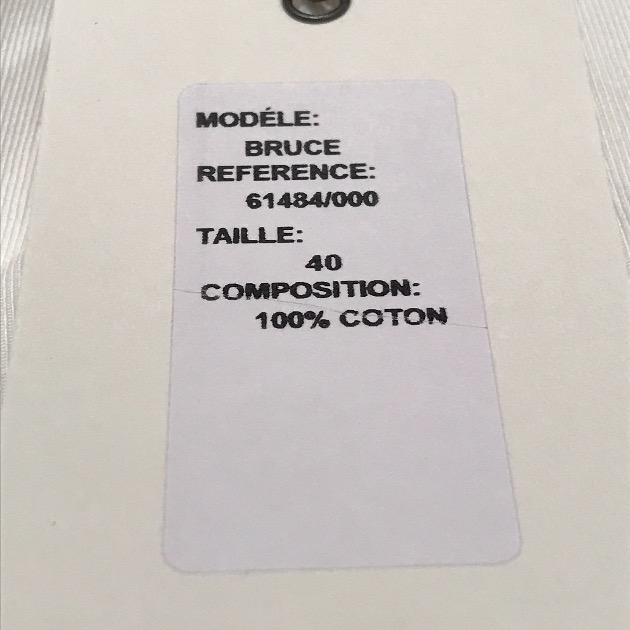 MODÉLE:
BRUCE
REFERENCE:
61484/000
TAILLE:
40
COMPOSITION:
100% COTON